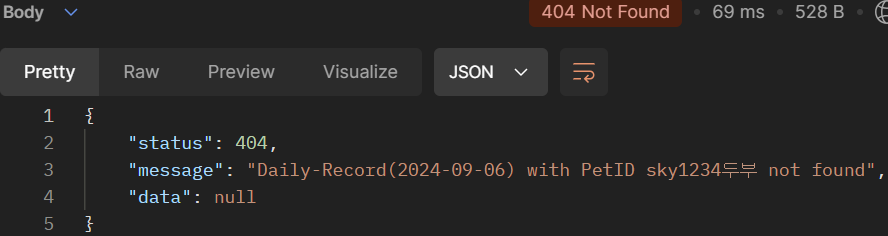 Body 404 Not Found • 69 ms • 528 B •
Pretty Raw Preview Visualize JSON
1 {
2 "status": 404,
3 "message": "Daily-Record(2024-09-06) with PetID sky1234두부 not found",
4 "data": null
5 }